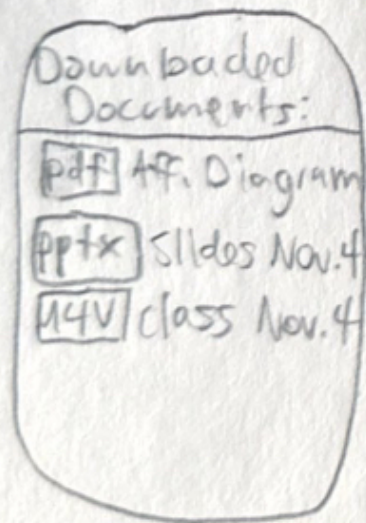 Downloaded
Documents:
pdf Aff. Diagram
pptx Slides Nov. 4
M4V class Nov. 4